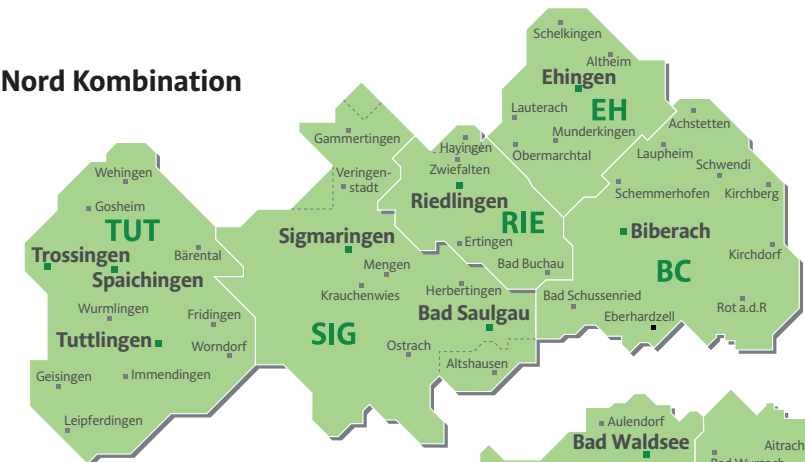 Nord Kombination
Schelkingen
Altheim
Ehingen
EH
Lauterach
Munderkingen
Obermarchtal
Achstetten
Laupheim
Schwendi
Schemmerhofen
Kirchberg
Biberach
BC
Kirchdorf
Bad Schussenried
Eberhardzell
Rot a.d.R
Gammertingen
Hayingen
Zwiefalten
Veringen-
stadt
Riedlingen
RIE
Ertingen
Bad Buchau
Sigmaringen
Mengen
Krauchenwies
Herbertingen
Bad Saulgau
SIG
Ostrach
Altshausen
Wehingen
Gosheim
TUT
Trossingen
Bärental
Spaichingen
Wurmlingen
Fridingen
Tuttlingen
Worndorf
Geisingen
Immendingen
Leipferdingen
Aulendorf
Bad Waldsee
Aitrach
Bad Wurzach